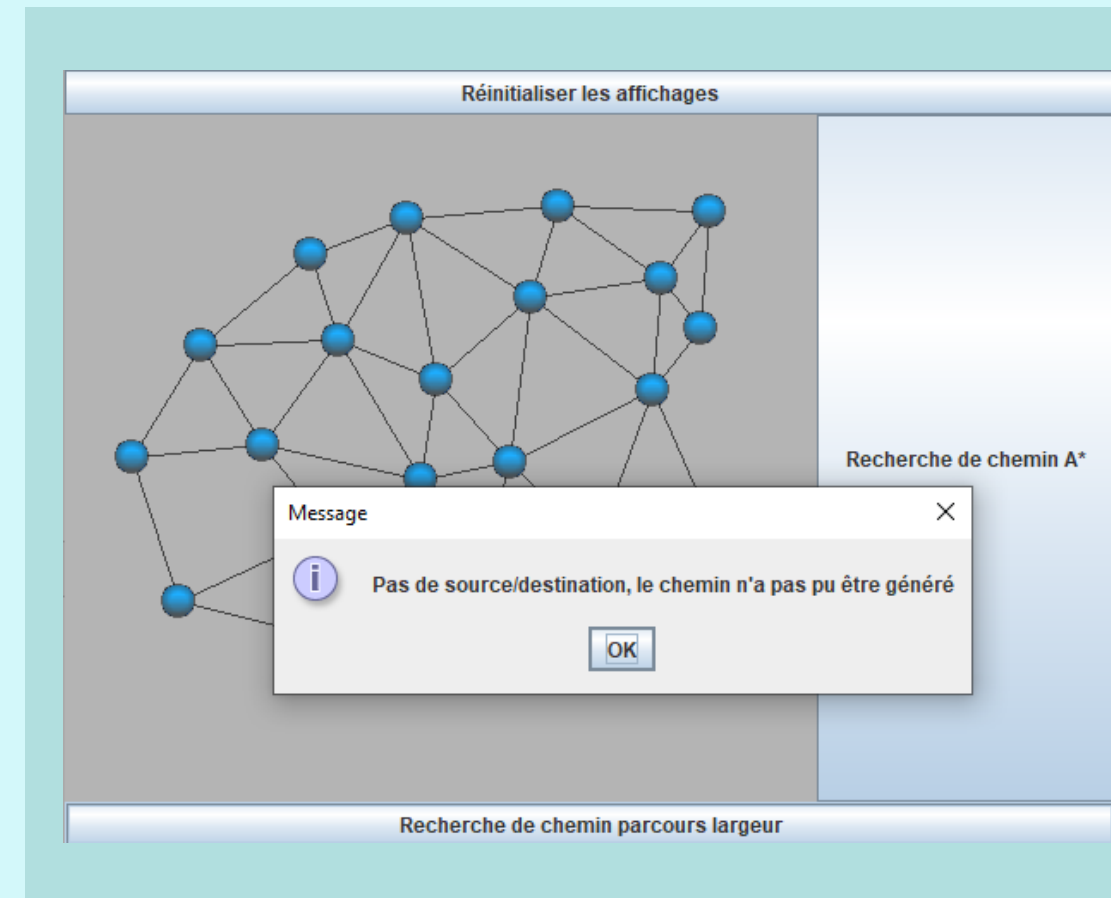 Réinitialiser les affichages
Recherche de chemin A*
Message
Pas de source/destination, le chemin n'a pas pu être généré
OK
Recherche de chemin parcours largeur